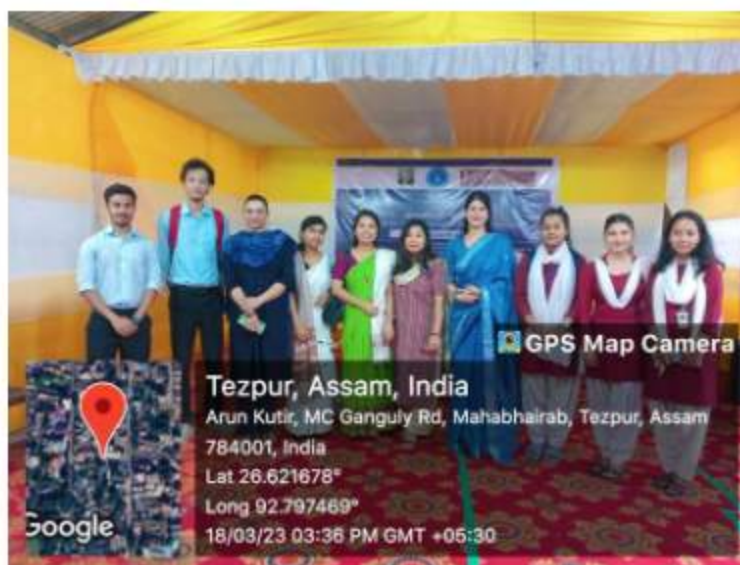 GPS Map Camera
Tezpur, Assam, India
Arun Kutir, MC Ganguly Rd, Mahabhairab, Tezpur, Assam
784001, India
Lat 26.621678°
Long 92.797469°
18/03/23 03:36 PM GMT +05:30
Google